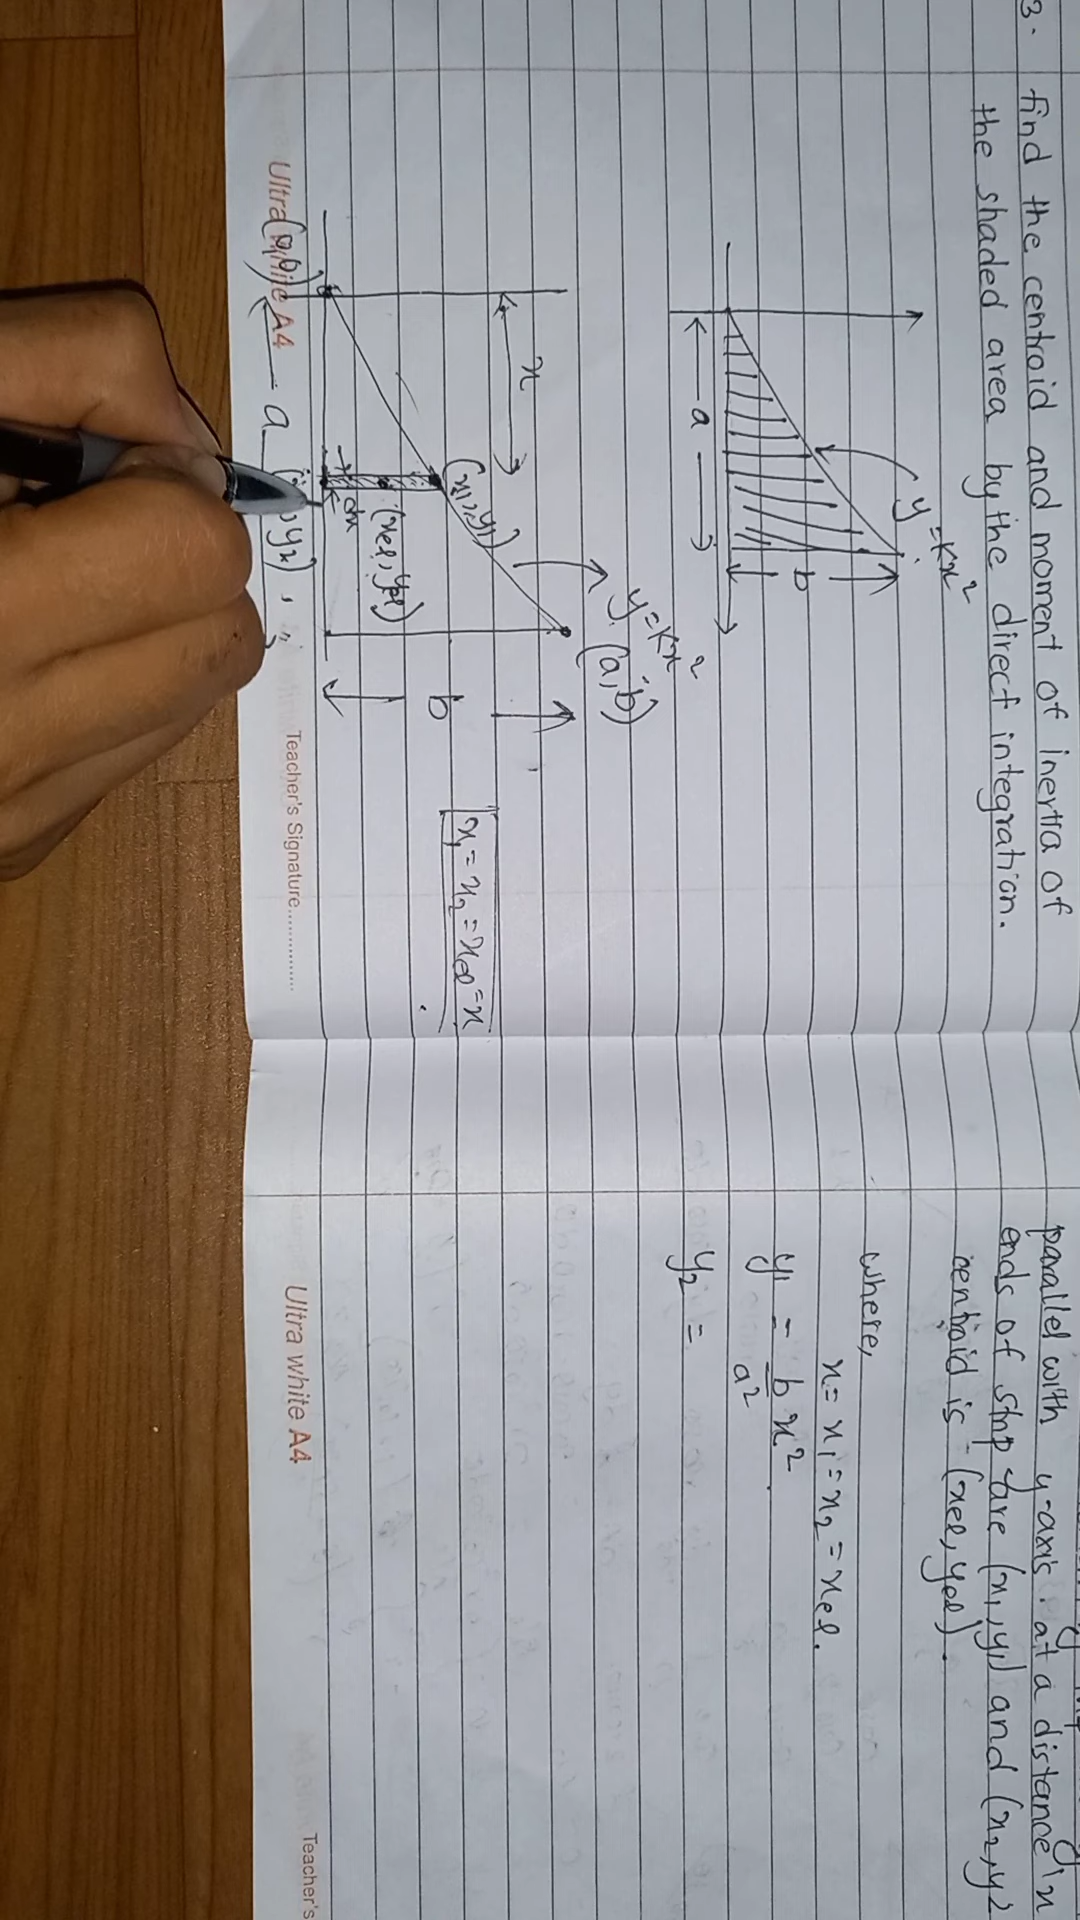 3. find the centroid and moment of inertia of
the shaded area by the direct integration.
y=kx²
b
a
x
y=kx²
(a,b)
(x1,y1)
(xel,yel)
dx
b
x1=x2=xel=x
a
Ultra A4
Teacher's Signature...............
parallel with y-axis at a distance 'x
ends of strip are (x1,y1) and (x2,y2
centroid is (xel,yel).
where,
x=x1=x2=xel.
y1 = b/a² x²
y2 =
Ultra white A4
Teacher's